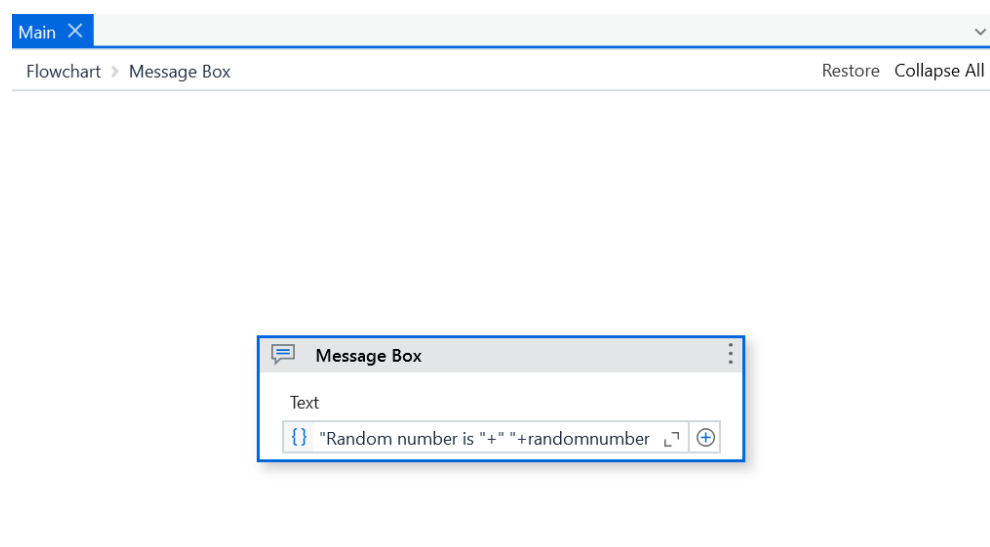 Main
Flowchart > Message Box
Restore Collapse All
Message Box
Text
{} "Random number is "+" "+randomnumber